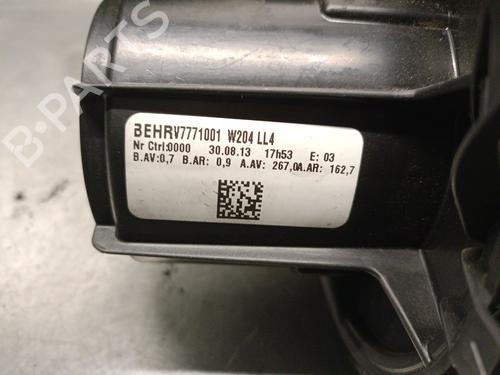 BEHRV7771001 W204 LL4
Nr Ctrl:0000 30.08.13 17h53 E: 03
B.AV:0,7 B.AR: 0,9 A.AV: 267,0A.AR: 162,7
B-PARTS